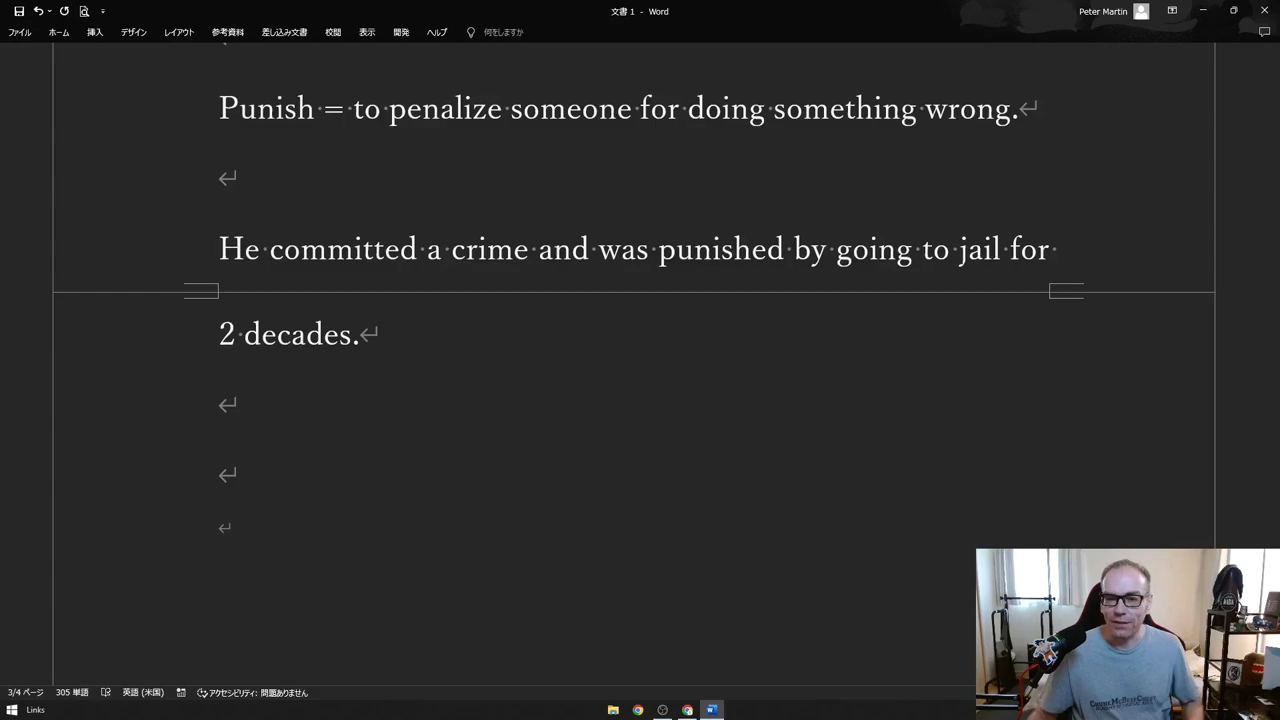 文書 1 - Word
Peter Martin
ファイル ホーム 挿入 デザイン レイアウト 参考資料 差し込み文書 校閲 表示 開発 ヘルプ 何をしますか
Punish = to penalize someone for doing something wrong.
He committed a crime and was punished by going to jail for
2 decades.
3/4 ページ 305 単語 英語 (米国) アクセシビリティ: 問題ありません
Links